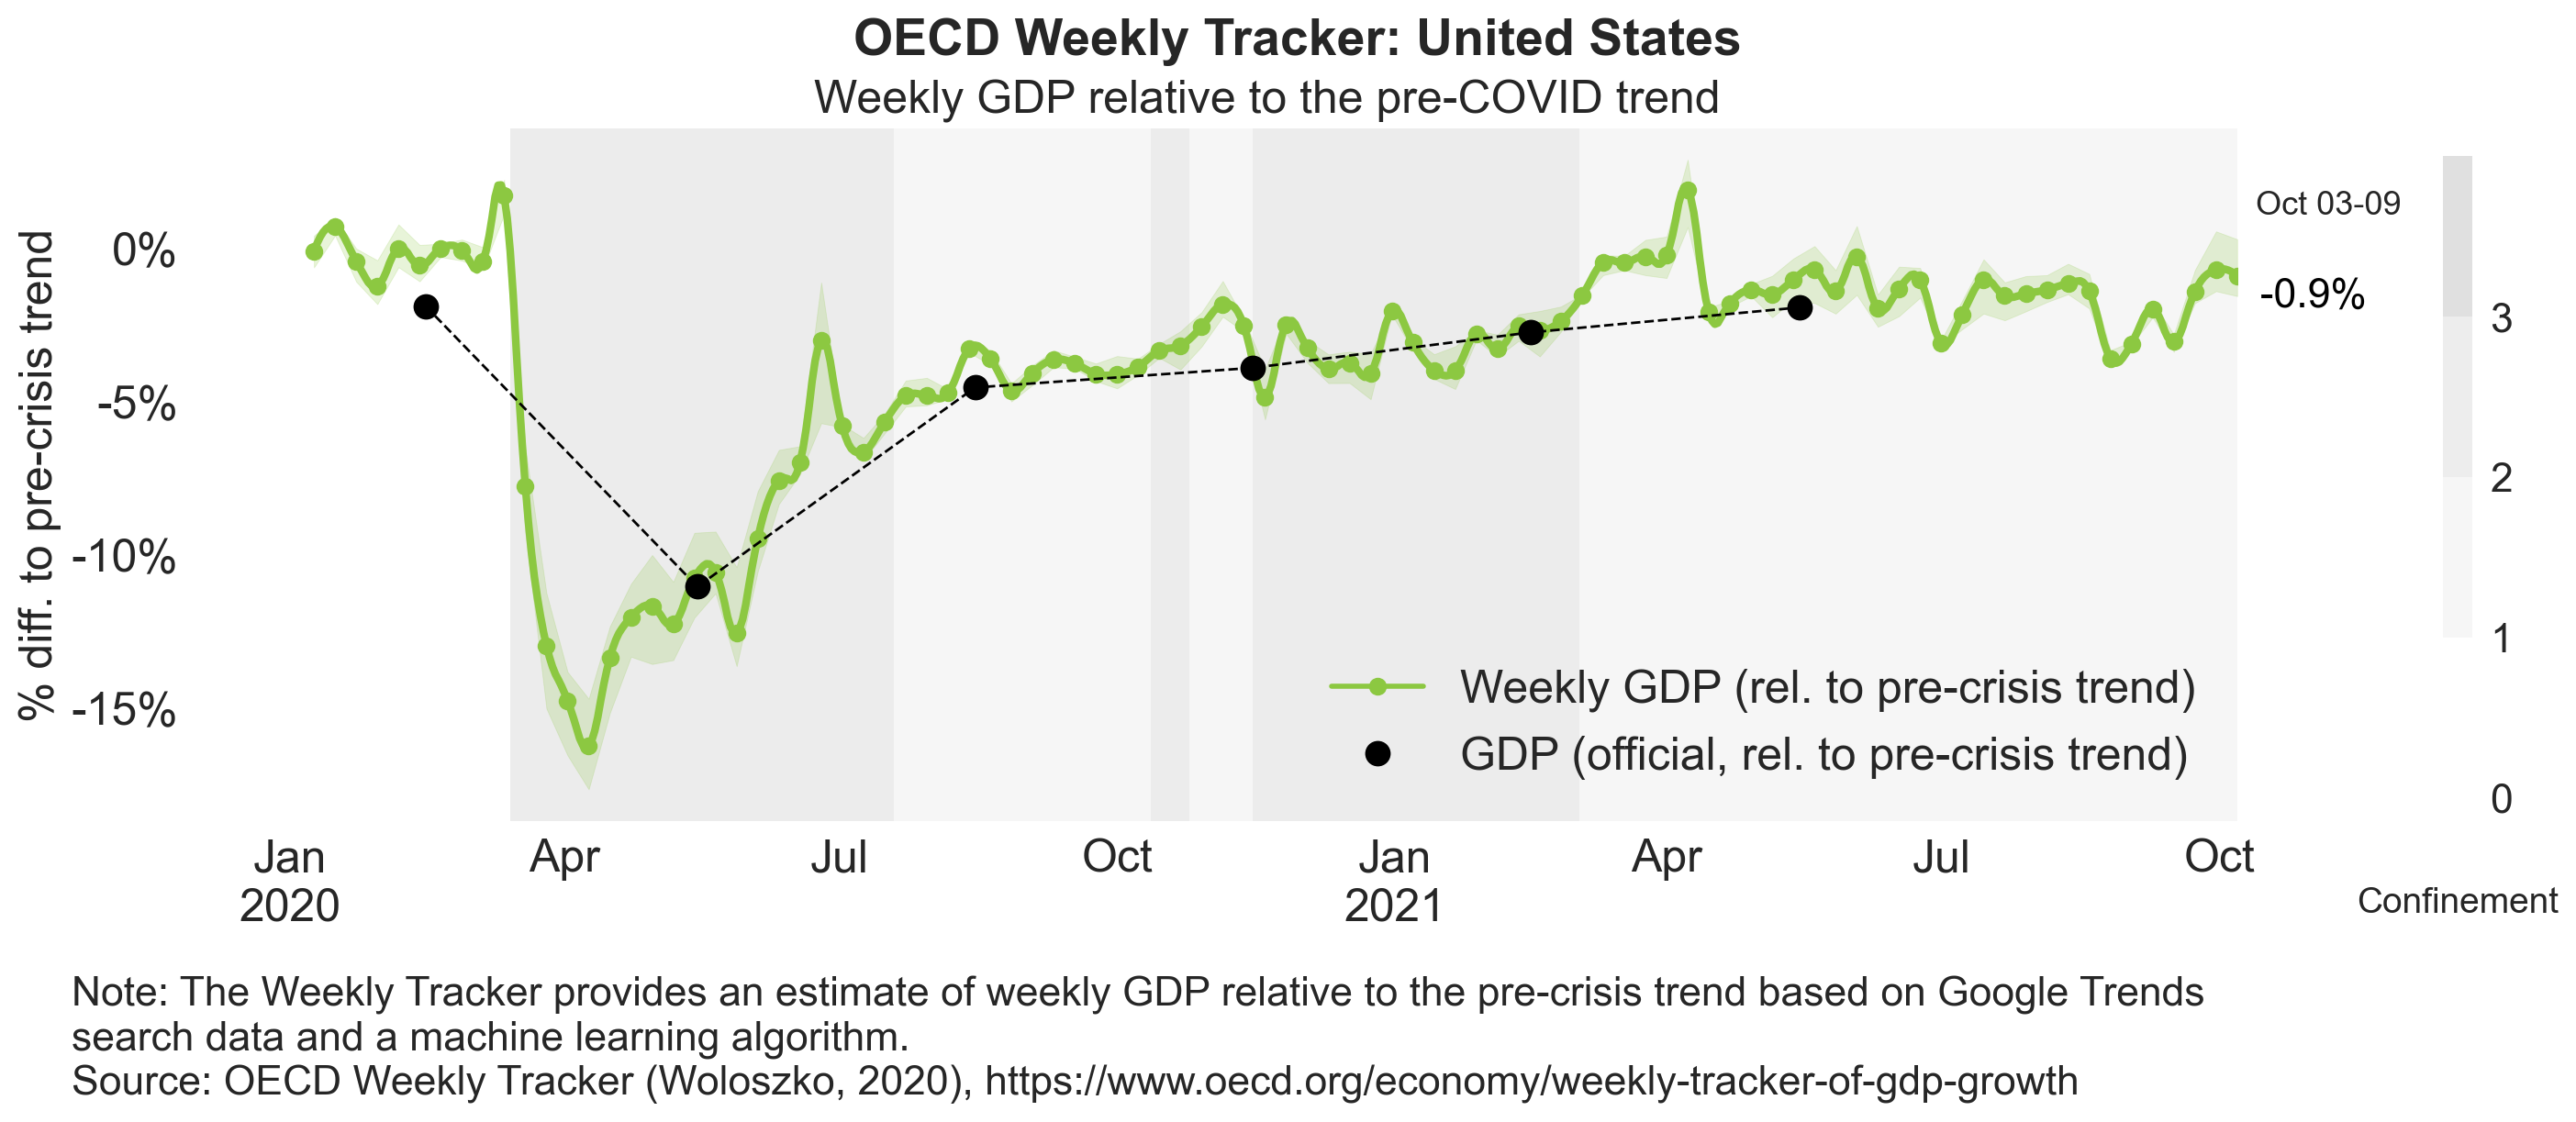 OECD Weekly Tracker: United States
Weekly GDP relative to the pre-COVID trend
% diff. to pre-crisis trend
0%
-5%
-10%
-15%
Oct 03-09
-0.9%
3
2
1
0
Confinement
Weekly GDP (rel. to pre-crisis trend)
GDP (official, rel. to pre-crisis trend)
Jan Apr Jul Oct Jan Apr Jul Oct
2020 2021
Note: The Weekly Tracker provides an estimate of weekly GDP relative to the pre-crisis trend based on Google Trends
search data and a machine learning algorithm.
Source: OECD Weekly Tracker (Woloszko, 2020), https://www.oecd.org/economy/weekly-tracker-of-gdp-growth